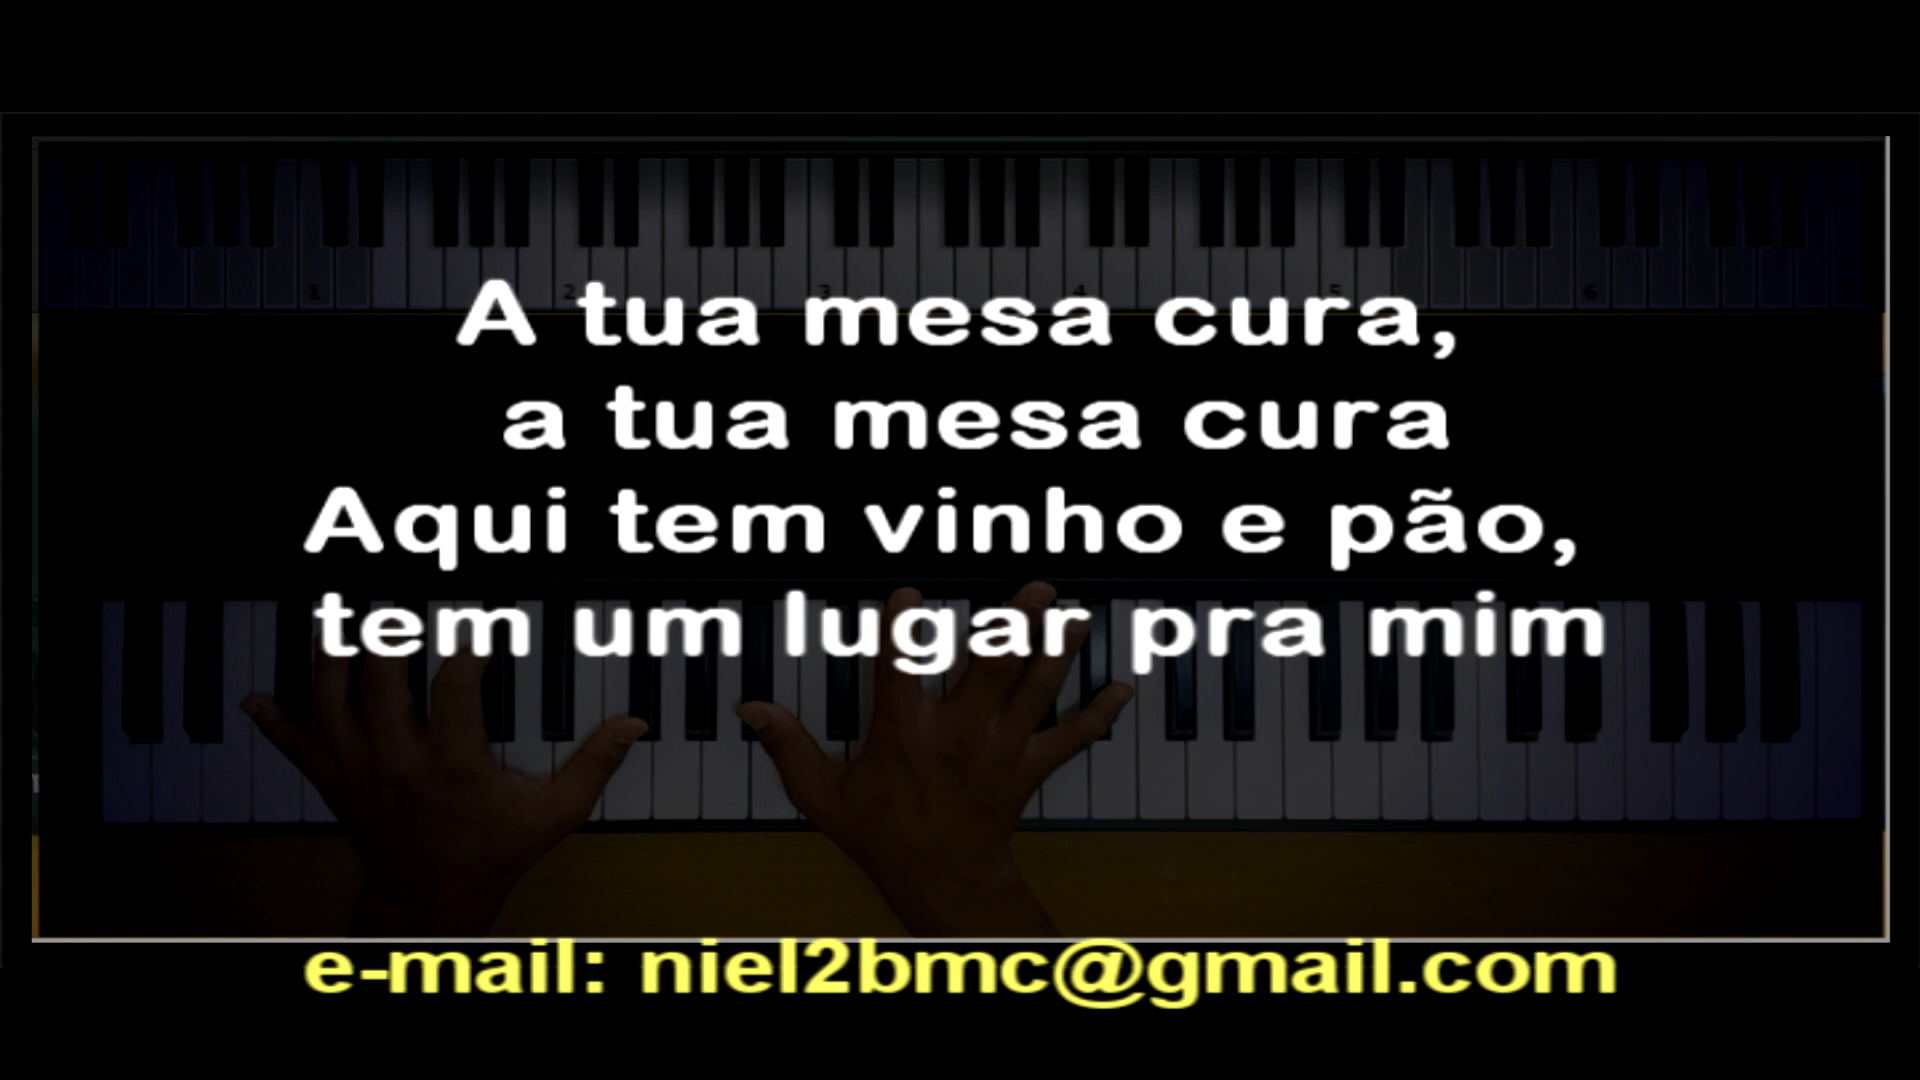 A tua mesa cura,
a tua mesa cura
Aqui tem vinho e pão,
tem um lugar pra mim
e-mail: niel2bmc@gmail.com